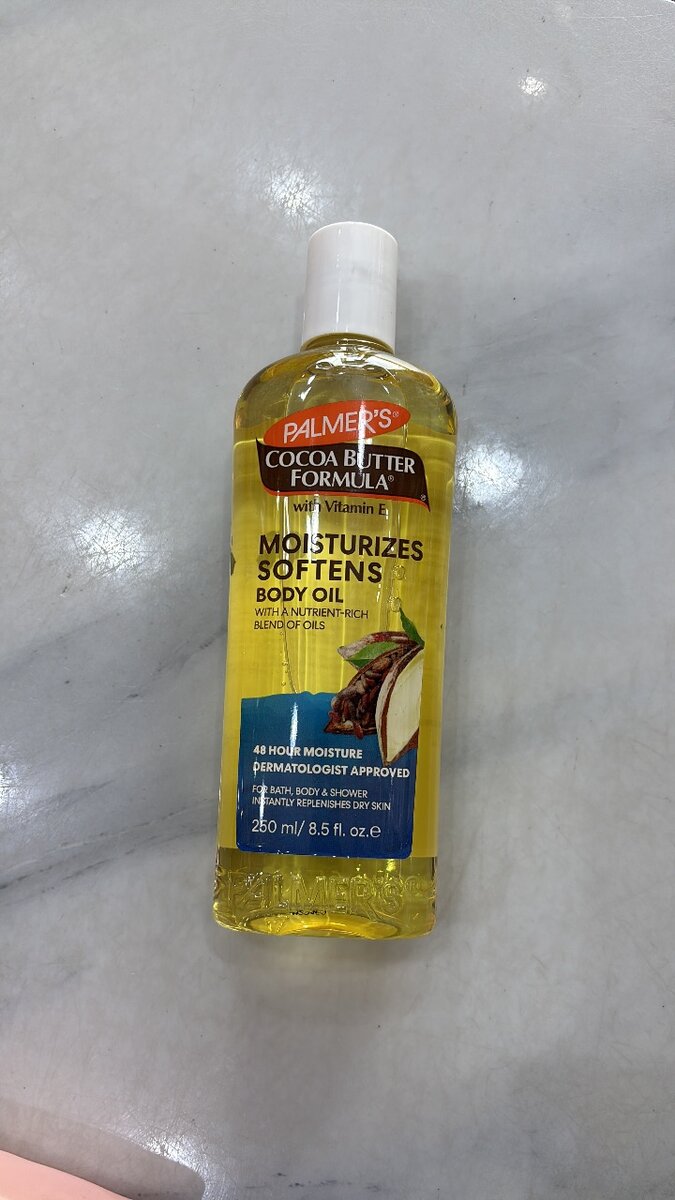 PALMER'S®
COCOA BUTTER
FORMULA®
with Vitamin E
MOISTURIZES
SOFTENS
BODY OIL
WITH A NUTRIENT-RICH
BLEND OF OILS
48 HOUR MOISTURE
DERMATOLOGIST APPROVED
FOR BATH, BODY & SHOWER
INSTANTLY REPLENISHES DRY SKIN
250 ml/ 8.5 fl. oz.℮
PALMER'S